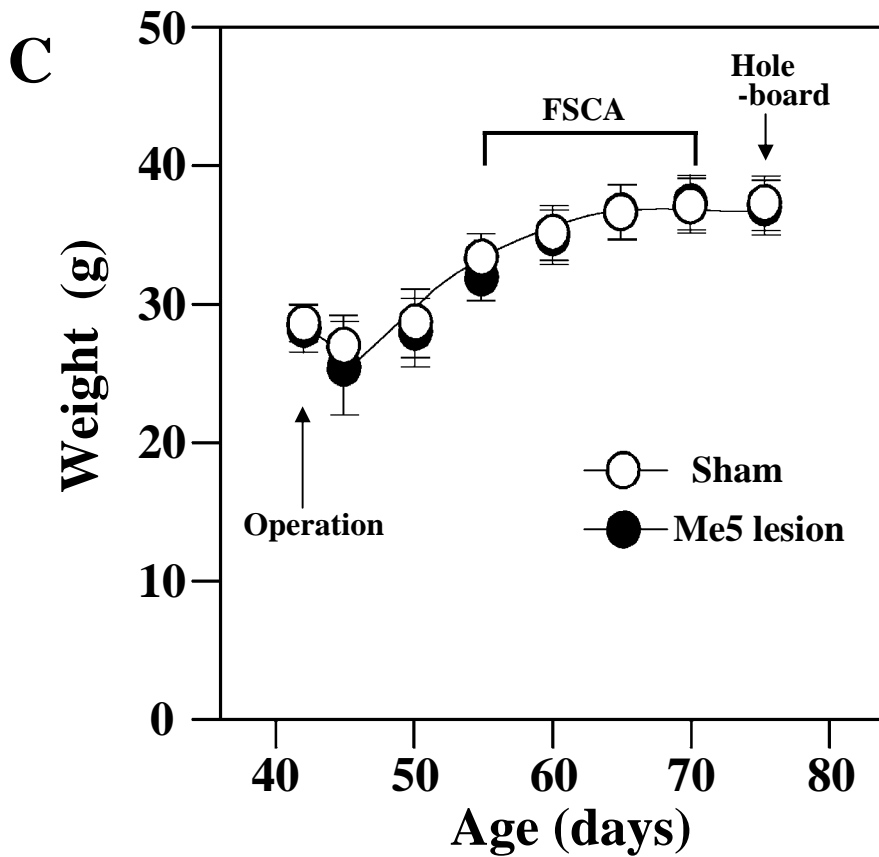 C
50
40
30
20
10
0
Weight (g)
FSCA
Hole
-board
Operation
Sham
Me5 lesion
40 50 60 70 80
Age (days)